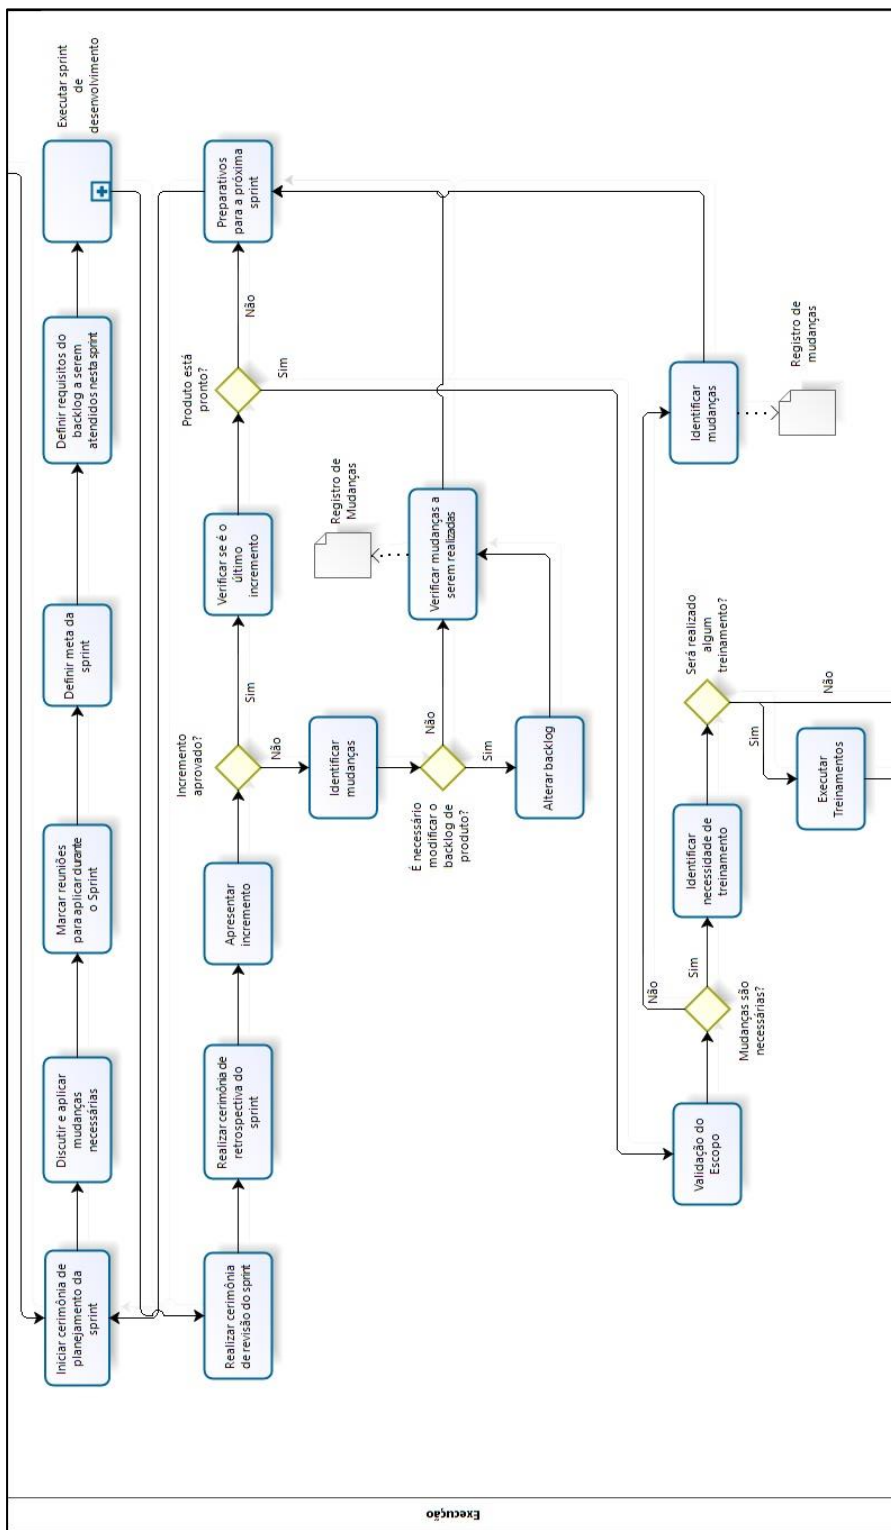 Execução
Iniciar cerimônia de
planejamento da
sprint
Discutir e aplicar
mudanças
necessárias
Marcar reuniões
para aplicar durante
o Sprint
Definir meta da
sprint
Definir requisitos do
backlog a serem
atendidos nesta sprint
Executar sprint
de
desenvolvimento
Realizar cerimônia
de revisão do sprint
Realizar cerimônia de
retrospectiva do
sprint
Apresentar
incremento
Incremento
aprovado?
Sim
Não
Verificar se é o
último
incremento
Produto está
pronto?
Não
Sim
Preparativos
para a próxima
sprint
Identificar
mudanças
É necessário
modificar o
backlog de
produto?
Não
Sim
Alterar backlog
Verificar mudanças a
serem realizadas
Registro de
Mudanças
Validação do
Escopo
Mudanças são
necessárias?
Não
Sim
Identificar
necessidade de
treinamento
Será realizado
algum
treinamento?
Sim
Não
Executar
Treinamentos
Identificar
mudanças
Registro de
mudanças